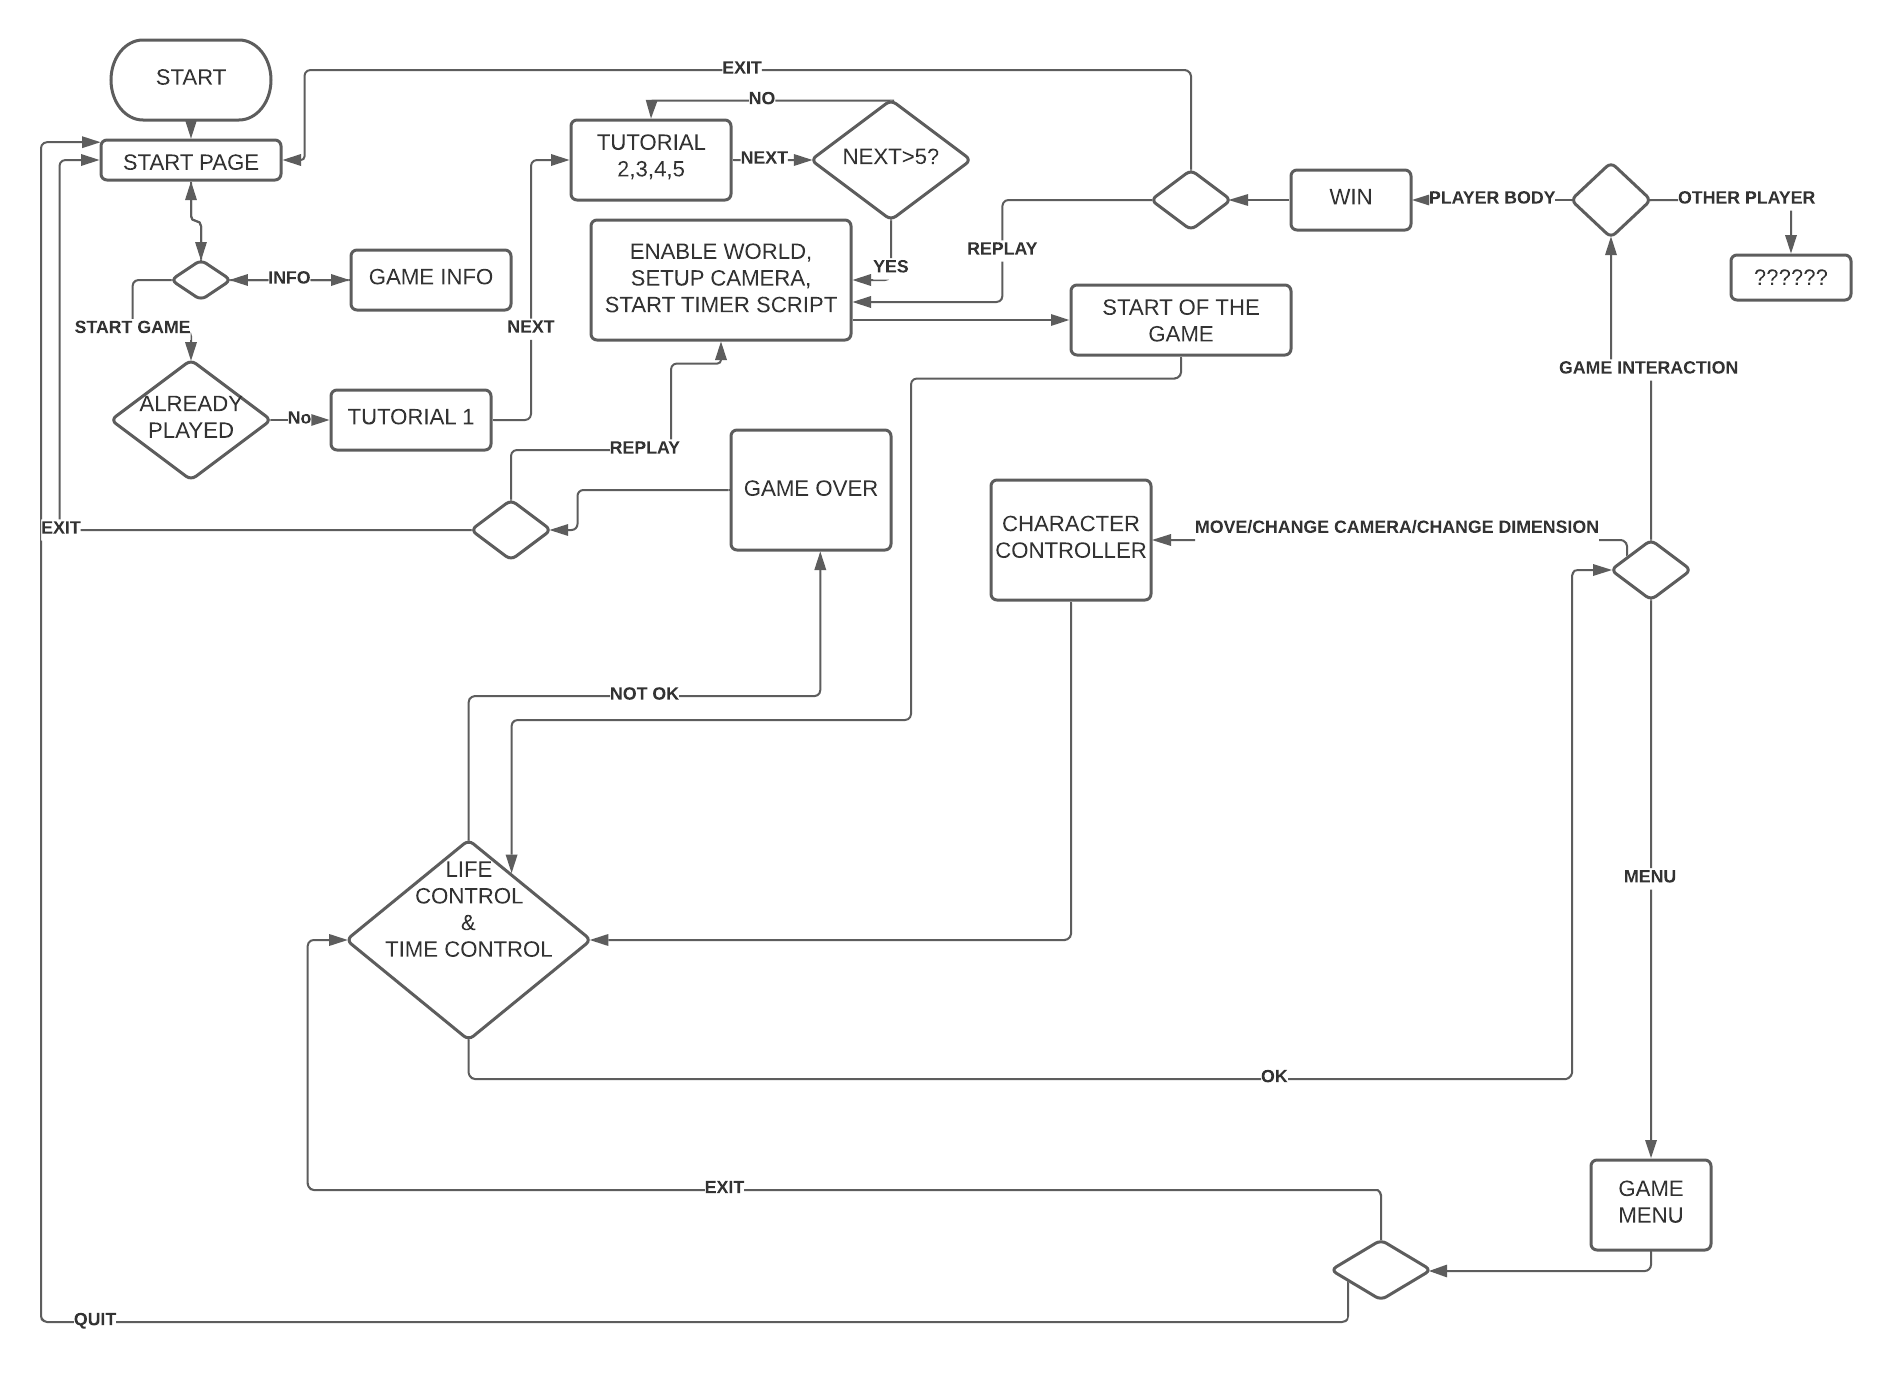 START
EXIT
NO
START PAGE
TUTORIAL
2,3,4,5
NEXT
NEXT>5?
WIN
PLAYER BODY
OTHER PLAYER
REPLAY
YES
ENABLE WORLD,
SETUP CAMERA,
START TIMER SCRIPT
INFO
GAME INFO
??????
START GAME
NEXT
START OF THE
GAME
GAME INTERACTION
ALREADY
PLAYED
No
TUTORIAL 1
REPLAY
GAME OVER
EXIT
CHARACTER
CONTROLLER
MOVE/CHANGE CAMERA/CHANGE DIMENSION
NOT OK
LIFE
CONTROL
&
TIME CONTROL
MENU
OK
EXIT
GAME
MENU
QUIT